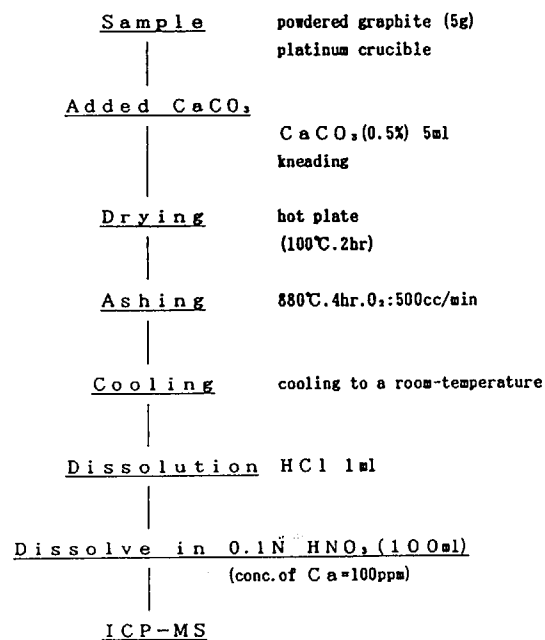 Sample powdered graphite (5g)
platinum crucible
Added CaCO₃
CaCO₃(0.5%) 5ml
kneading
Drying hot plate
(100℃.2hr)
Ashing 880℃.4hr.O₂:500cc/min
Cooling cooling to a room-temperature
Dissolution HCl 1ml
Dissolve in 0.1N HNO₃(100ml)
(conc.of Ca=100ppm)
ICP-MS